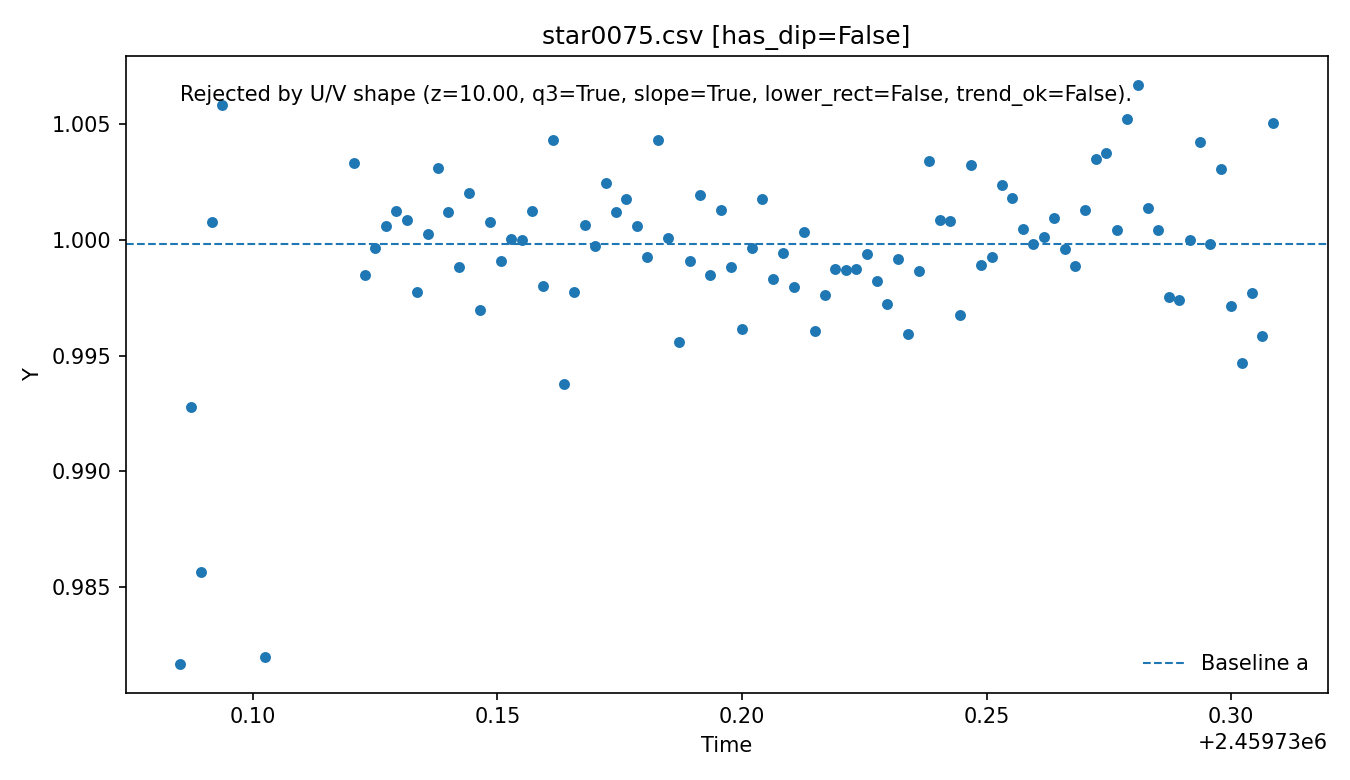 star0075.csv [has_dip=False]
Rejected by U/V shape (z=10.00, q3=True, slope=True, lower_rect=False, trend_ok=False).
1.005
1.000
0.995
0.990
0.985
Y
Baseline a
0.10
0.15
0.20
0.25
0.30
Time
+2.45973e6